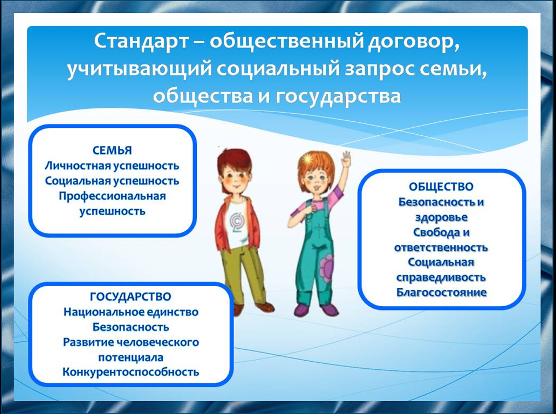 Стандарт – общественный договор,
учитывающий социальный запрос семьи,
общества и государства
СЕМЬЯ
Личностная успешность
Социальная успешность
Профессиональная
успешность
ОБЩЕСТВО
Безопасность и
здоровье
Свобода и
ответственность
Социальная
справедливость
Благосостояние
ГОСУДАРСТВО
Национальное единство
Безопасность
Развитие человеческого
потенциала
Конкурентоспособность